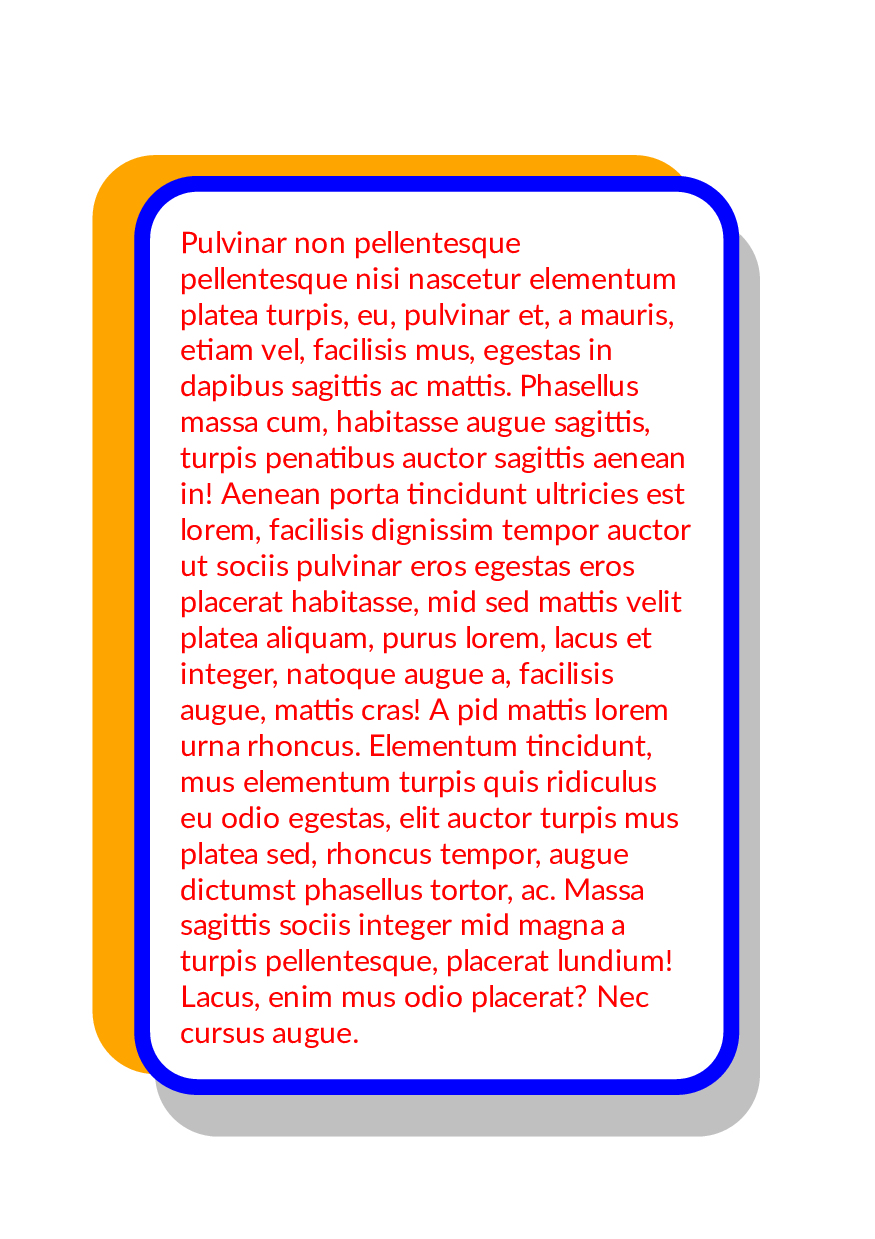 Pulvinar non pellentesque
pellentesque nisi nascetur elementum
platea turpis, eu, pulvinar et, a mauris,
etiam vel, facilisis mus, egestas in
dapibus sagittis ac mattis. Phasellus
massa cum, habitasse augue sagittis,
turpis penatibus auctor sagittis aenean
in! Aenean porta tincidunt ultricies est
lorem, facilisis dignissim tempor auctor
ut sociis pulvinar eros egestas eros
placerat habitasse, mid sed mattis velit
platea aliquam, purus lorem, lacus et
integer, natoque augue a, facilisis
augue, mattis cras! A pid mattis lorem
urna rhoncus. Elementum tincidunt,
mus elementum turpis quis ridiculus
eu odio egestas, elit auctor turpis mus
platea sed, rhoncus tempor, augue
dictumst phasellus tortor, ac. Massa
sagittis sociis integer mid magna a
turpis pellentesque, placerat lundium!
Lacus, enim mus odio placerat? Nec
cursus augue.